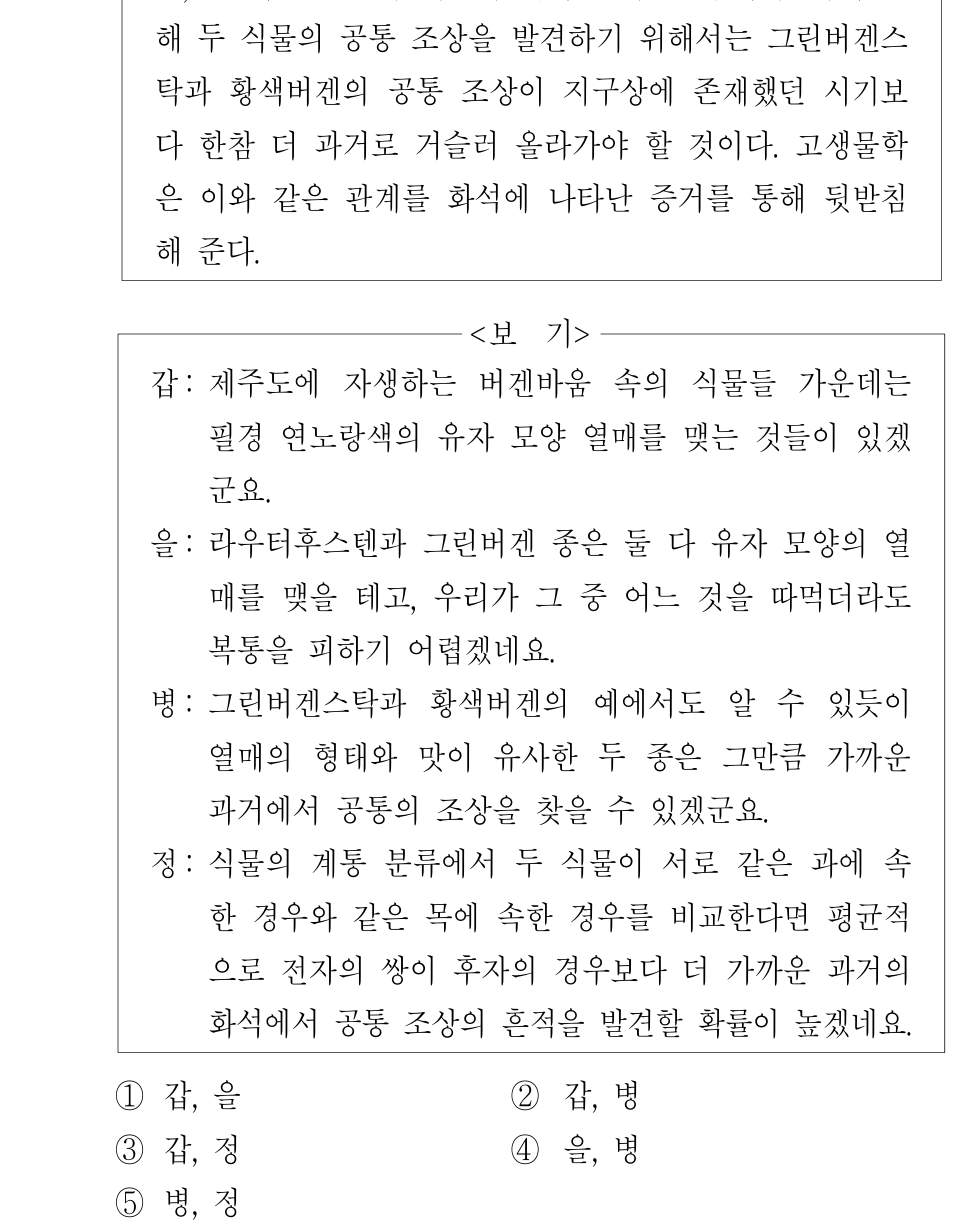 해 두 식물의 공통 조상을 발견하기 위해서는 그린버겐스
탁과 황색버겐의 공통 조상이 지구상에 존재했던 시기보
다 한참 더 과거로 거슬러 올라가야 할 것이다. 고생물학
은 이와 같은 관계를 화석에 나타난 증거를 통해 뒷받침
해 준다.
<보 기>
갑: 제주도에 자생하는 버겐바움 속의 식물들 가운데는
필경 연노랑색의 유자 모양 열매를 맺는 것들이 있겠
군요.
을: 라우터후스텐과 그린버겐 종은 둘 다 유자 모양의 열
매를 맺을 테고, 우리가 그 중 어느 것을 따먹더라도
복통을 피하기 어렵겠네요.
병: 그린버겐스탁과 황색버겐의 예에서도 알 수 있듯이
열매의 형태와 맛이 유사한 두 종은 그만큼 가까운
과거에서 공통의 조상을 찾을 수 있겠군요.
정: 식물의 계통 분류에서 두 식물이 서로 같은 과에 속
한 경우와 같은 목에 속한 경우를 비교한다면 평균적
으로 전자의 쌍이 후자의 경우보다 더 가까운 과거의
화석에서 공통 조상의 흔적을 발견할 확률이 높겠네요.
① 갑, 을
② 갑, 병
③ 갑, 정
④ 을, 병
⑤ 병, 정